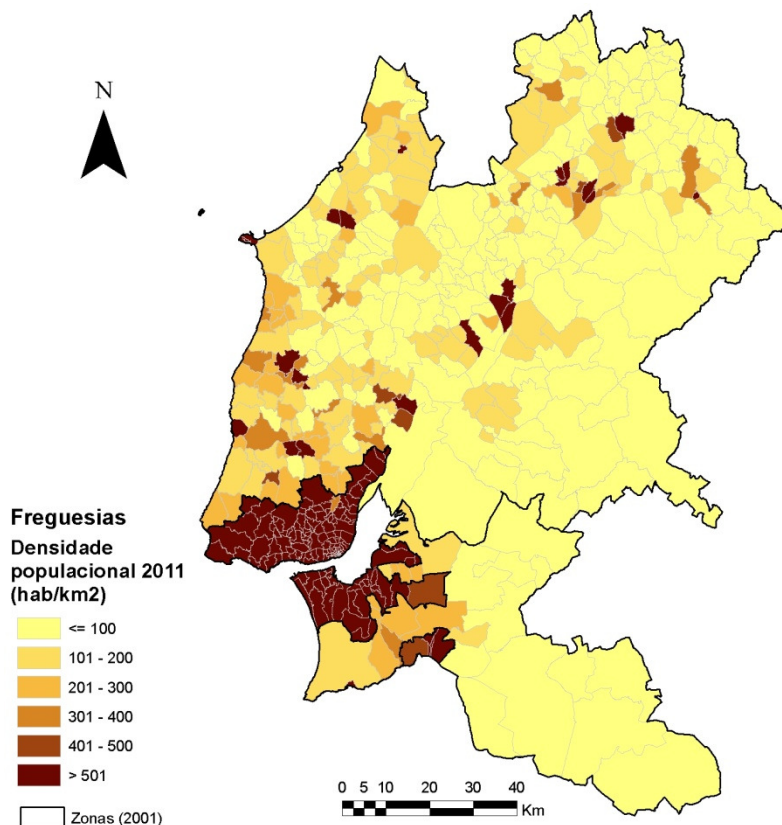 N
Freguesias
Densidade
populacional 2011
(hab/km2)
<= 100
101 - 200
201 - 300
301 - 400
401 - 500
> 501
Zonas (2001)
0 5 10 20 30 40
Km